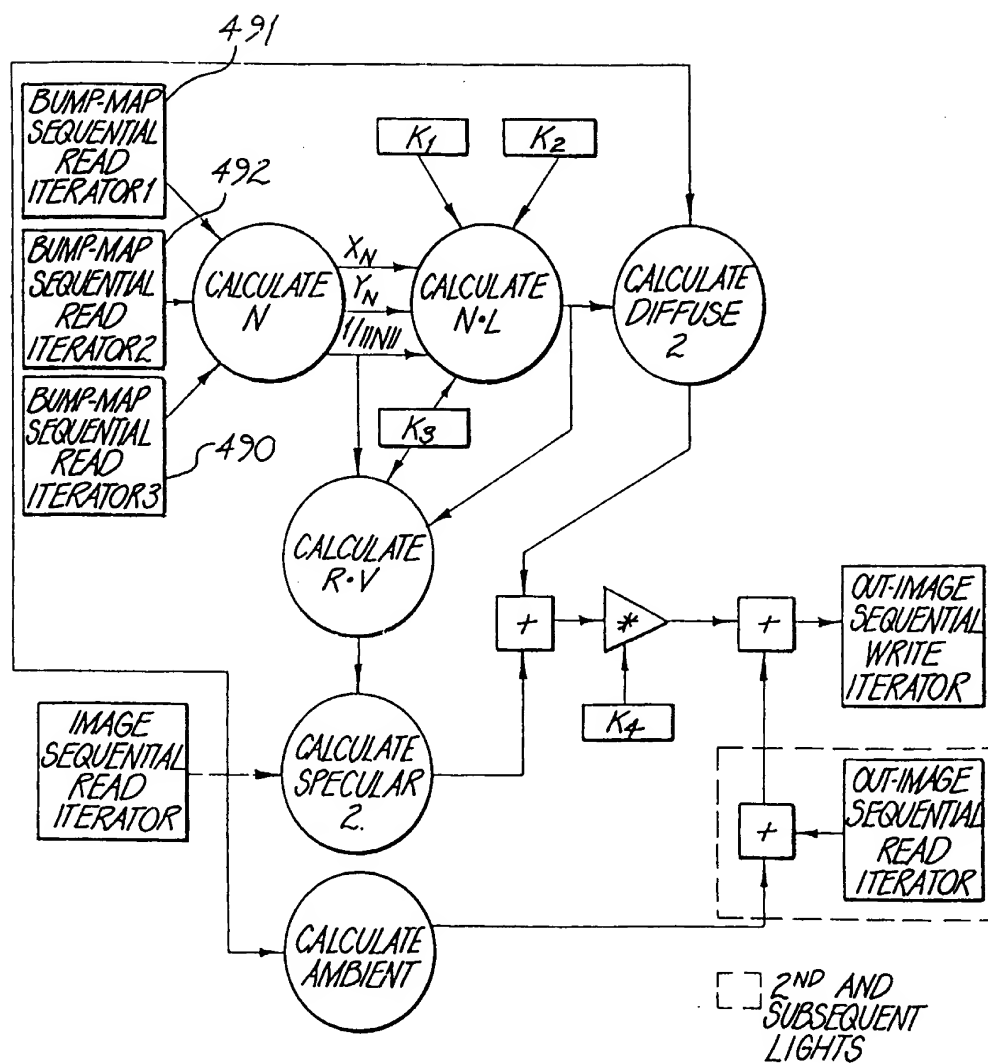 491
BUMP-MAP
SEQUENTIAL
READ
ITERATOR1
492
BUMP-MAP
SEQUENTIAL
READ
ITERATOR2
BUMP-MAP
SEQUENTIAL
READ
ITERATOR3
490
CALCULATE
N
XN
YN
1/||N||
K1
K2
CALCULATE
N•L
K3
CALCULATE
DIFFUSE
2
CALCULATE
R•V
+
*
K4
+
OUT-IMAGE
SEQUENTIAL
WRITE
ITERATOR
IMAGE
SEQUENTIAL
READ
ITERATOR
CALCULATE
SPECULAR
2.
+
OUT-IMAGE
SEQUENTIAL
READ
ITERATOR
CALCULATE
AMBIENT
2ND AND
SUBSEQUENT
LIGHTS